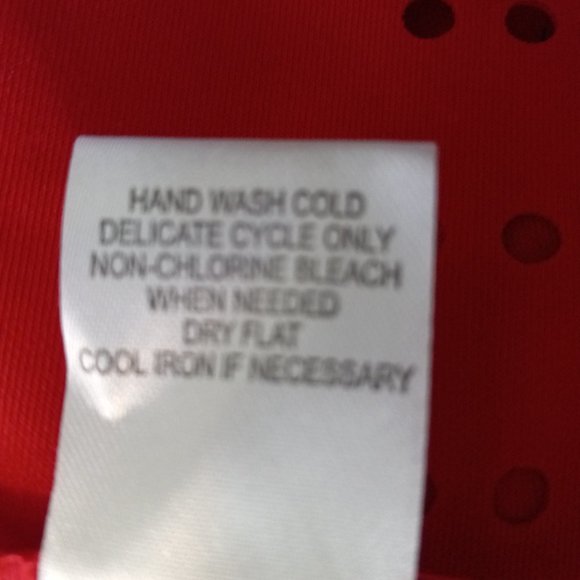 HAND WASH COLD
DELICATE CYCLE ONLY
NON-CHLORINE BLEACH
WHEN NEEDED
DRY FLAT
COOL IRON IF NECESSARY